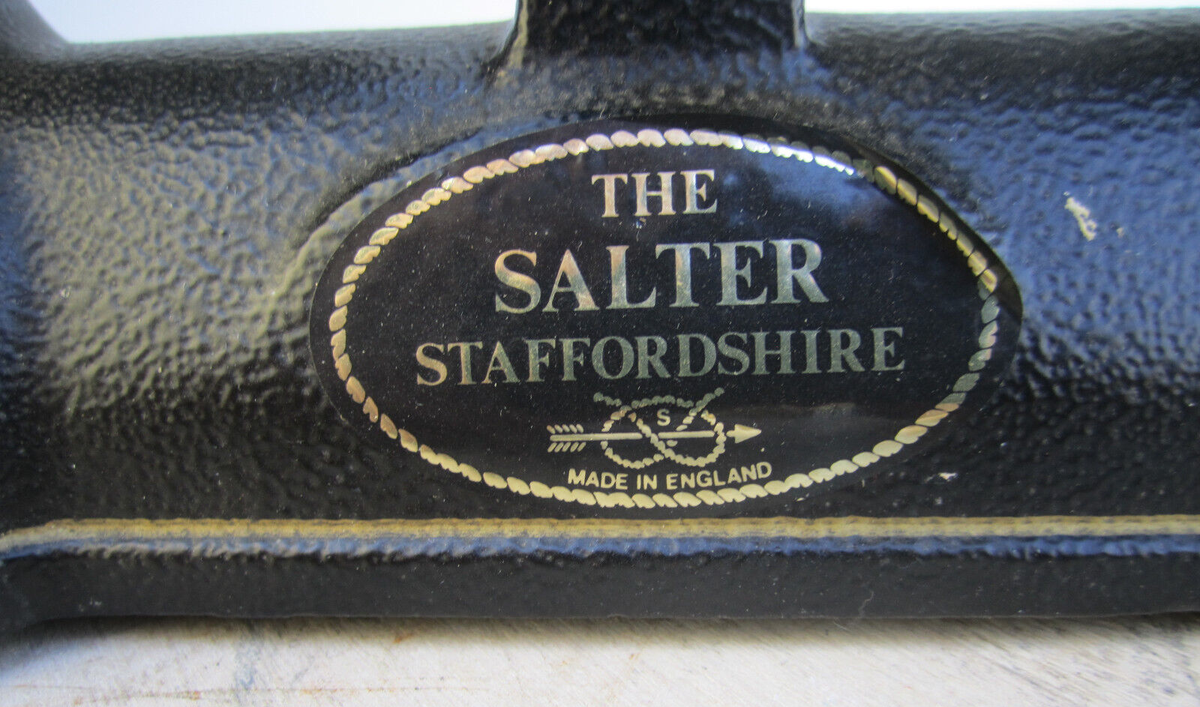 THE
SALTER
STAFFORDSHIRE
S
MADE IN ENGLAND